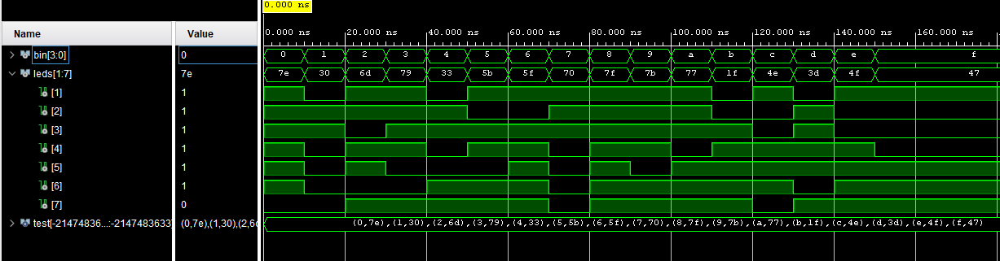 0.000 ns
Name Value
0.000 ns 20.000 ns 40.000 ns 60.000 ns 80.000 ns 100.000 ns 120.000 ns 140.000 ns 160.000 ns
bin[3:0] 0 0 1 2 3 4 5 6 7 8 9 a b c d e f
leds[1:7] 7e 7e 30 6d 79 33 5b 5f 70 7f 7b 77 1f 4e 3d 4f 47
[1] 1
[2] 1
[3] 1
[4] 1
[5] 1
[6] 1
[7] 0
test[-21474836...:-2147483633] (0,7e),(1,30),(2,6d (0,7e),(1,30),(2,6d),(3,79),(4,33),(5,5b),(6,5f),(7,70),(8,7f),(9,7b),(a,77),(b,1f),(c,4e),(d,3d),(e,4f),(f,47)